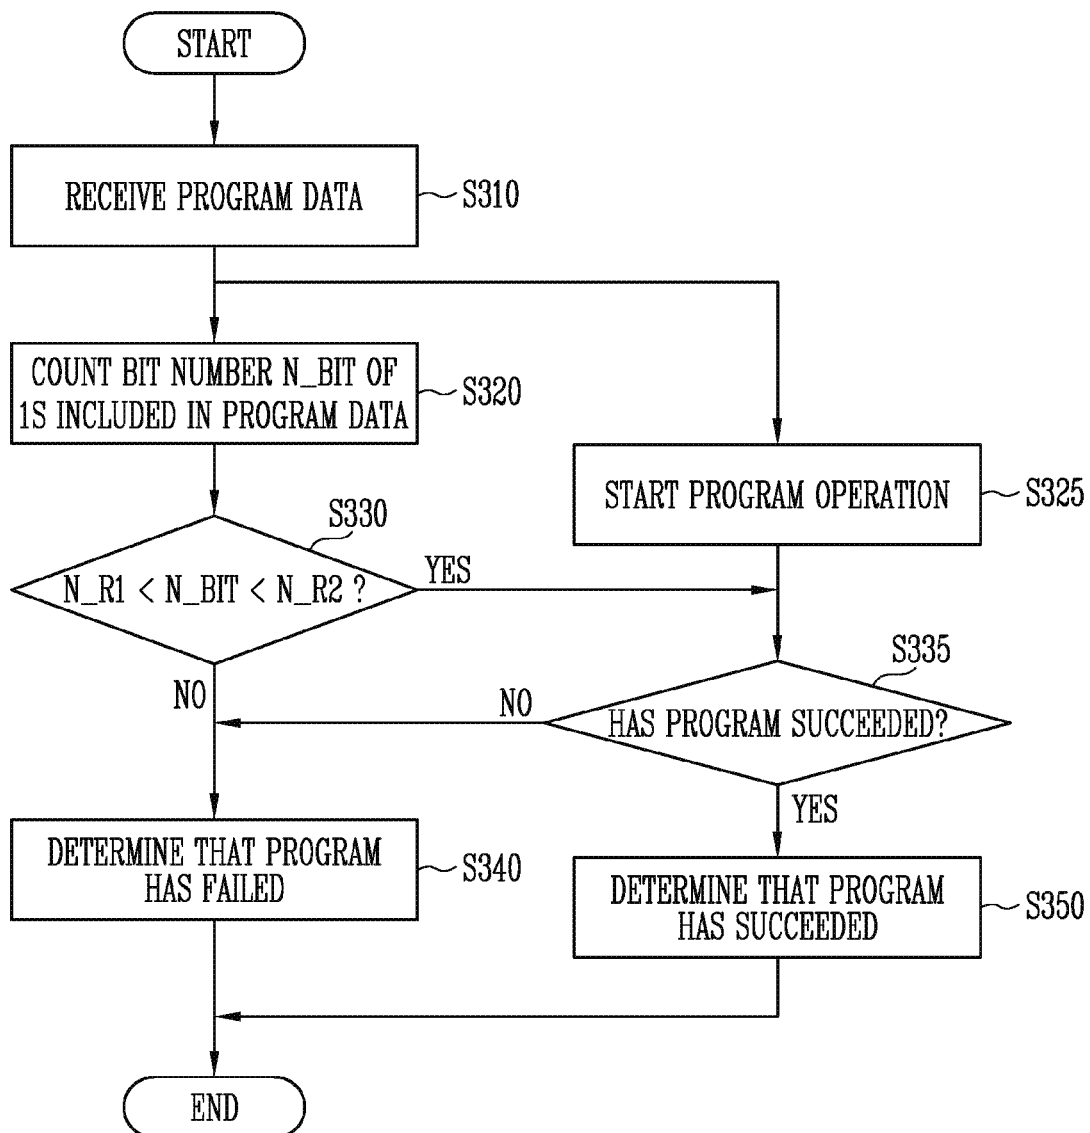 START
RECEIVE PROGRAM DATA
S310
COUNT BIT NUMBER N_BIT OF
1S INCLUDED IN PROGRAM DATA
S320
START PROGRAM OPERATION
S325
S330
N_R1 < N_BIT < N_R2 ?
YES
NO
S335
HAS PROGRAM SUCCEEDED?
NO
YES
DETERMINE THAT PROGRAM
HAS FAILED
S340
DETERMINE THAT PROGRAM
HAS SUCCEEDED
S350
END